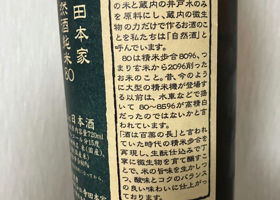 田本家
然酒純米
80
日本酒
720ml
の米と蔵内の井戸水のみ
を原料にし、蔵内の微生
物の力だけで作るお酒のこ
とを私たちは「自然酒」と
呼んでいます。
80は精米歩合80%、つ
まり玄米から20%削った
お米のこと。昔、今のよう
に大型の精米機が登場
する以前は、水車などで搗
いて80〜85%が高精白
だったのではないかと言わ
れています。
「酒は百薬の長」と言われ
ていた時代の精米歩合を
実現し、生酛仕込みで丁
寧に微生物を育て醸すこ
とで、米の旨味を生かしつ
つ、酸味とコクのバランス
の良い味わいに仕上がっ